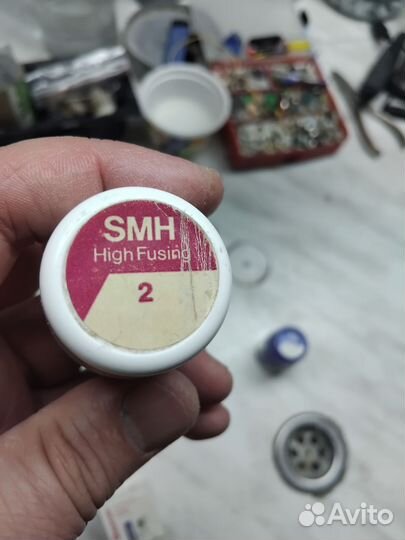 SMH
High Fusing
2
Avito